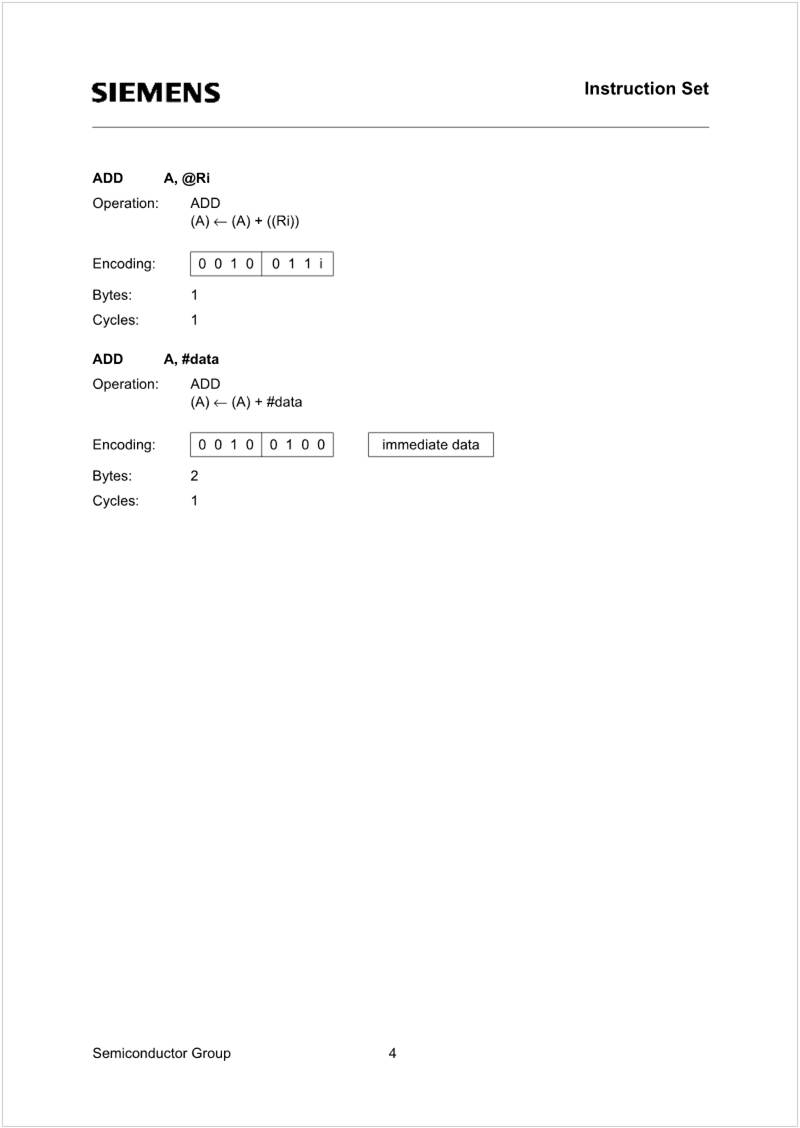 SIEMENS
Instruction Set
ADD A, @Ri
Operation: ADD
(A) ← (A) + ((Ri))
Encoding: 0 0 1 0 0 1 1 i
Bytes: 1
Cycles: 1
ADD A, #data
Operation: ADD
(A) ← (A) + #data
Encoding: 0 0 1 0 0 1 0 0 immediate data
Bytes: 2
Cycles: 1
Semiconductor Group 4